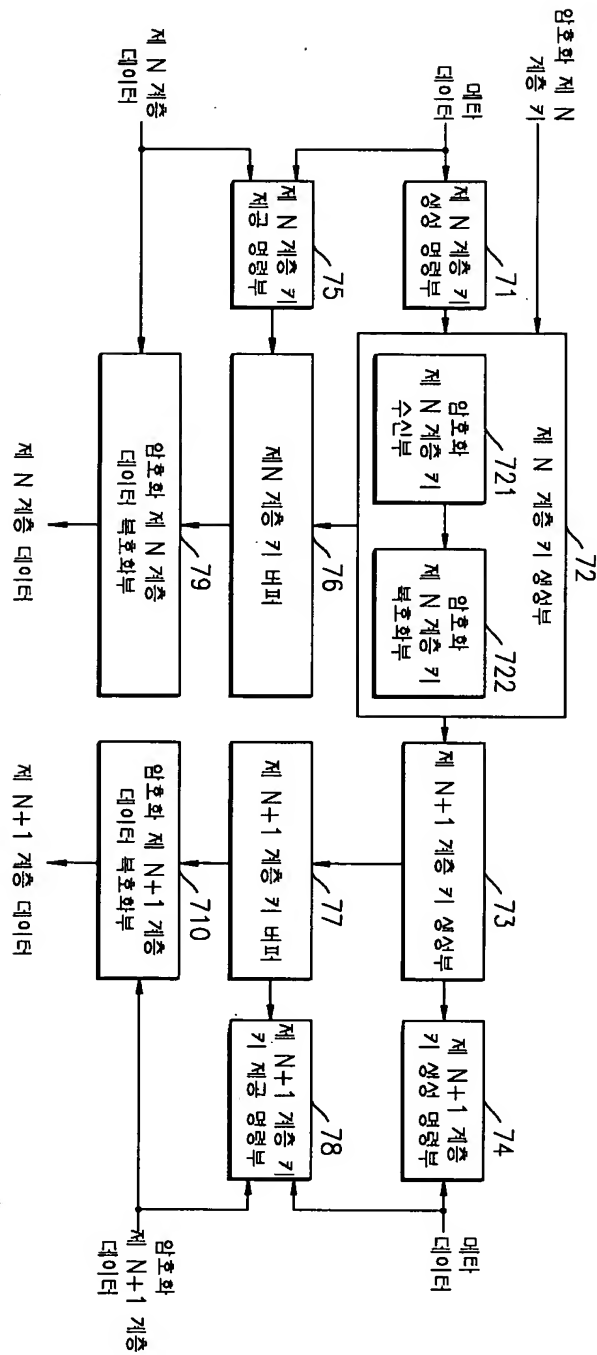 암호화 제 N
계층 키
메타
데이터
제 N 계층
데이터
71
제 N 계층 키
생성 명령부
75
제 N 계층 키
제공 명령부
72
제 N 계층 키 생성부
721
암호화
제 N 계층 키
수신부
722
암호화
제 N 계층 키
복호화부
76
제N 계층 키 버퍼
79
암호화 제 N 계층
데이터 복호화부
제 N 계층 데이터
73
제 N+1 계층 키 생성부
74
제 N+1 계층
키 생성 명령부
77
제 N+1 계층 키 버퍼
78
제 N+1 계층 키
키 제공 명령부
710
암호화 제 N+1 계층
데이터 복호화부
제 N+1 계층 데이터
메타
데이터
암호화
제 N+1 계층
데이터